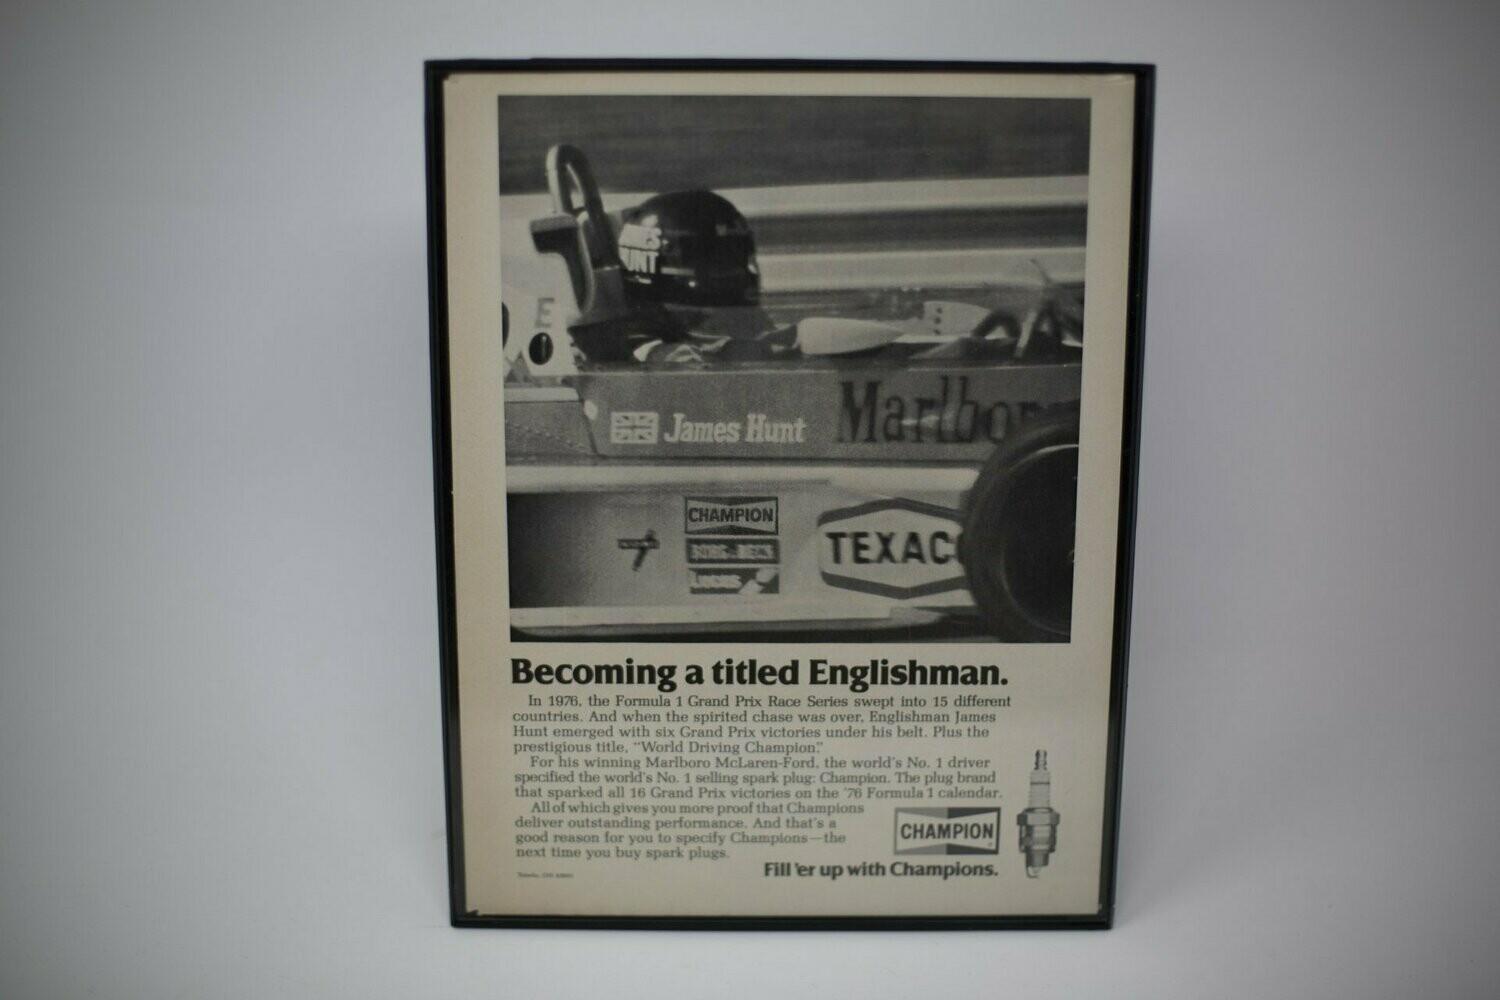 JAMES
HUNT
E
James Hunt
Marlboro
CHAMPION
BORG & BECK
LUCAS
7
TEXAC
Becoming a titled Englishman.
In 1976, the Formula 1 Grand Prix Race Series swept into 15 different
countries. And when the spirited chase was over, Englishman James
Hunt emerged with six Grand Prix victories under his belt. Plus the
prestigious title, "World Driving Champion."
For his winning Marlboro McLaren-Ford, the world's No. 1 driver
specified the world's No. 1 selling spark plug: Champion. The plug brand
that sparked all 16 Grand Prix victories on the '76 Formula 1 calendar.
All of which gives you more proof that Champions
deliver outstanding performance. And that's a
good reason for you to specify Champions—the
next time you buy spark plugs.
CHAMPION
Fill 'er up with Champions.